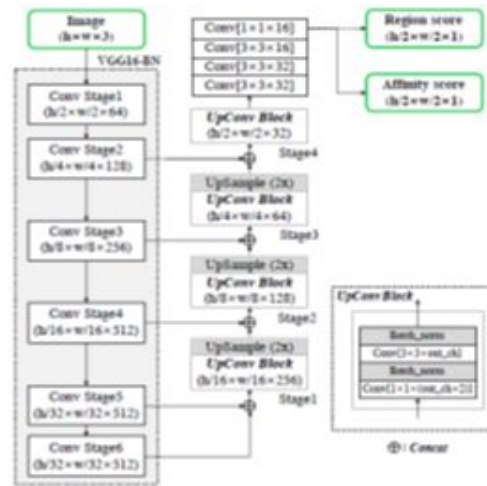 Image
(h×w×3)
VGG16-BN
Conv Stage1
(h/2×w/2×64)
Conv Stage2
(h/4×w/4×128)
Conv Stage3
(h/8×w/8×256)
Conv Stage4
(h/16×w/16×512)
Conv Stage5
(h/32×w/32×512)
Conv Stage6
(h/32×w/32×512)
Conv[1×1×16]
Conv[3×3×16]
Conv[3×3×32]
Conv[3×3×32]
UpConv Block
(h/2×w/2×32)
Stage4
UpSample (2x)
UpConv Block
(h/4×w/4×64)
Stage3
UpSample (2x)
UpConv Block
(h/8×w/8×128)
Stage2
UpSample (2x)
UpConv Block
(h/16×w/16×256)
Stage1
Region score
(h/2×w/2×1)
Affinity score
(h/2×w/2×1)
UpConv Block
Batch_norm
Conv[3×3×out_ch]
Batch_norm
Conv[1×1×(out_ch×2)]
⊕: Concat